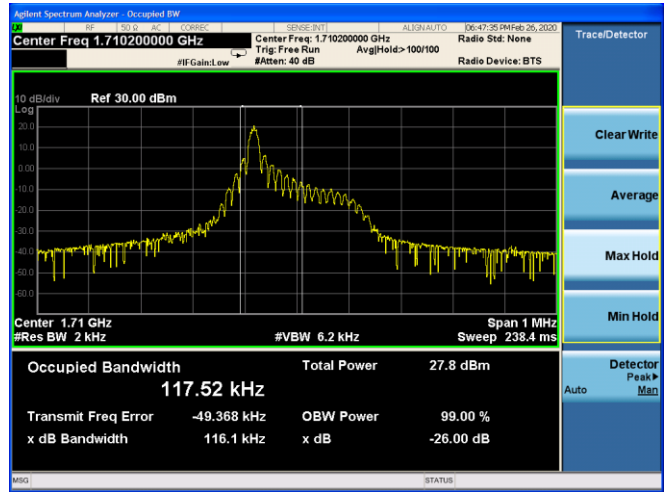 Agilent Spectrum Analyzer - Occupied BW
RF 50 Ω AC CORREC SENSE:INT ALIGNAUTO 06:47:35 PM Feb 26, 2020
Center Freq 1.710200000 GHz
Center Freq: 1.710200000 GHz
Radio Std: None
Trig: Free Run Avg|Hold:> 100/100
#IFGain:Low
#Atten: 40 dB
Radio Device: BTS
Trace/Detector
10 dB/div Ref 30.00 dBm
Log
20.0
10.0
0.00
-10.0
-20.0
-30.0
-40.0
-50.0
-60.0
Center 1.71 GHz
Span 1 MHz
#Res BW 2 kHz
#VBW 6.2 kHz
Sweep 238.4 ms
Occupied Bandwidth
117.52 kHz
Total Power 27.8 dBm
Transmit Freq Error -49.368 kHz OBW Power 99.00 %
x dB Bandwidth 116.1 kHz x dB -26.00 dB
Clear Write
Average
Max Hold
Min Hold
Detector
Peak▶
Auto Man
MSG
STATUS